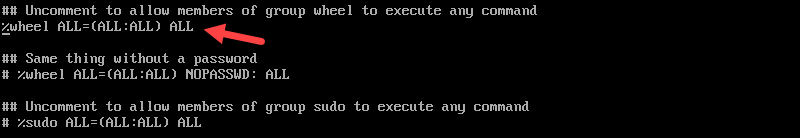 ## Uncomment to allow members of group wheel to execute any command
%wheel ALL=(ALL:ALL) ALL
## Same thing without a password
# %wheel ALL=(ALL:ALL) NOPASSWD: ALL
## Uncomment to allow members of group sudo to execute any command
# %sudo ALL=(ALL:ALL) ALL